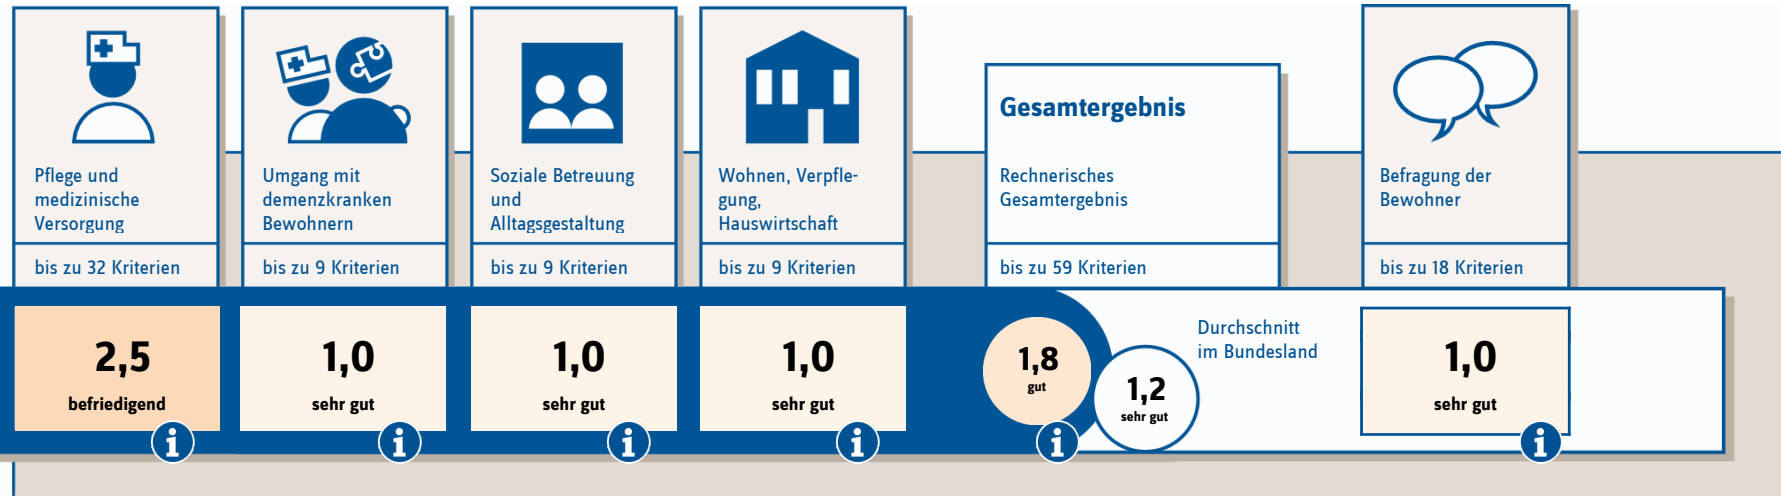 Pflege und
medizinische
Versorgung
bis zu 32 Kriterien
2,5
befriedigend
Umgang mit
demenzkranken
Bewohnern
bis zu 9 Kriterien
1,0
sehr gut
Soziale Betreuung
und
Alltagsgestaltung
bis zu 9 Kriterien
1,0
sehr gut
Wohnen, Verpfle-
gung,
Hauswirtschaft
bis zu 9 Kriterien
1,0
sehr gut
Gesamtergebnis
Rechnerisches
Gesamtergebnis
bis zu 59 Kriterien
1,8
gut
1,2
sehr gut
Durchschnitt
im Bundesland
Befragung der
Bewohner
bis zu 18 Kriterien
1,0
sehr gut
i
i
i
i
i
i